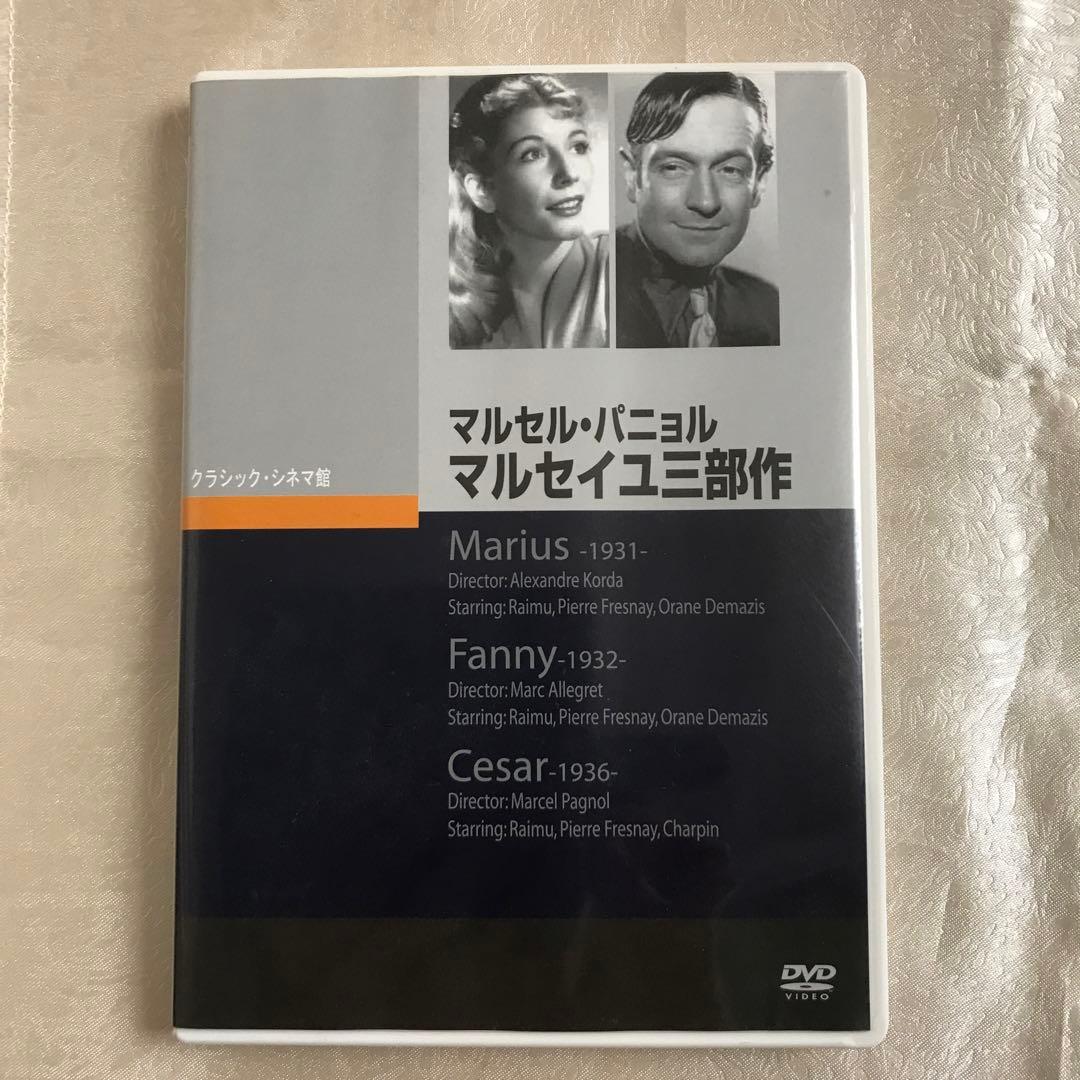 マルセル・パニョル
マルセイユ三部作
クラシック・シネマ館
Marius -1931-
Director: Alexandre Korda
Starring: Raimu, Pierre Fresnay, Orane Demazis
Fanny-1932-
Director: Marc Allegret
Starring: Raimu, Pierre Fresnay, Orane Demazis
Cesar-1936-
Director: Marcel Pagnol
Starring: Raimu, Pierre Fresnay, Charpin
DVD
VIDEO